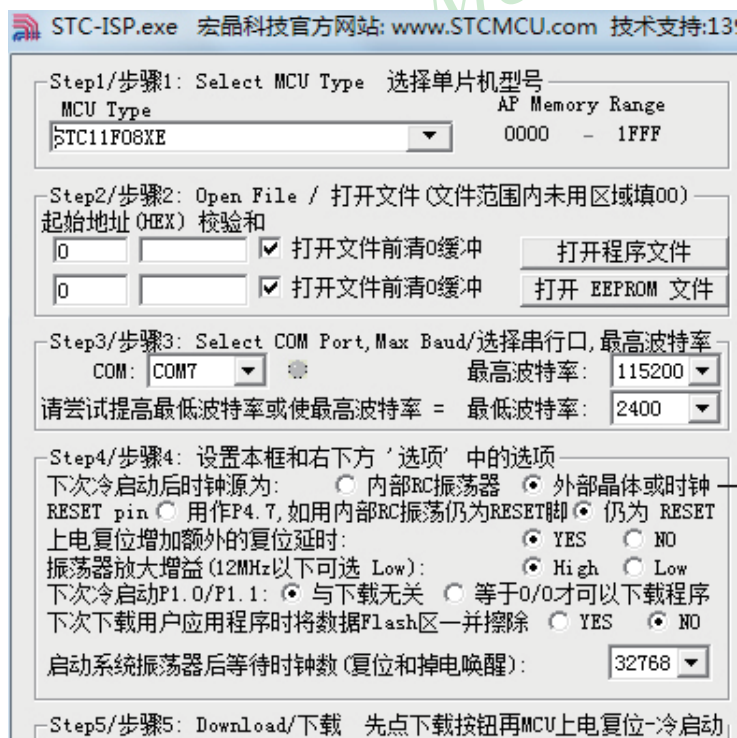 STC-ISP.exe 宏晶科技官方网站: www.STCMCU.com 技术支持:139
Step1/步骤1: Select MCU Type 选择单片机型号
MCU Type AP Memory Range
STC11F08XE 0000 - 1FFF
Step2/步骤2: Open File / 打开文件(文件范围内未用区域填00)
起始地址(HEX) 校验和
0 打开文件前清0缓冲 打开程序文件
0 打开文件前清0缓冲 打开 EEPROM 文件
Step3/步骤3: Select COM Port,Max Baud/选择串行口,最高波特率
COM: COM7 最高波特率: 115200
请尝试提高最低波特率或使最高波特率 = 最低波特率: 2400
Step4/步骤4: 设置本框和右下方 '选项' 中的选项
下次冷启动后时钟源为: 内部RC振荡器 外部晶体或时钟
RESET pin 用作P4.7,如用内部RC振荡仍为RESET脚 仍为 RESET
上电复位增加额外的复位延时: YES NO
振荡器放大增益(12MHz以下可选 Low): High Low
下次冷启动P1.0/P1.1: 与下载无关 等于0/0才可以下载程序
下次下载用户应用程序时将数据Flash区一并擦除 YES NO
启动系统振荡器后等待时钟数(复位和掉电唤醒): 32768
Step5/步骤5: Download/下载 先点下载按钮再MCU上电复位-冷启动